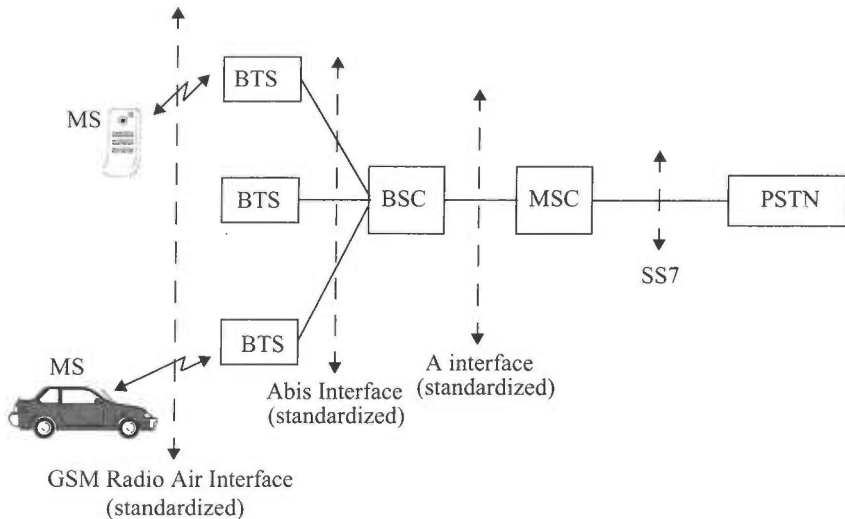 BTS
MS
BTS
BSC
MSC
PSTN
SS7
BTS
MS
Abis Interface
(standardized)
A interface
(standardized)
GSM Radio Air Interface
(standardized)